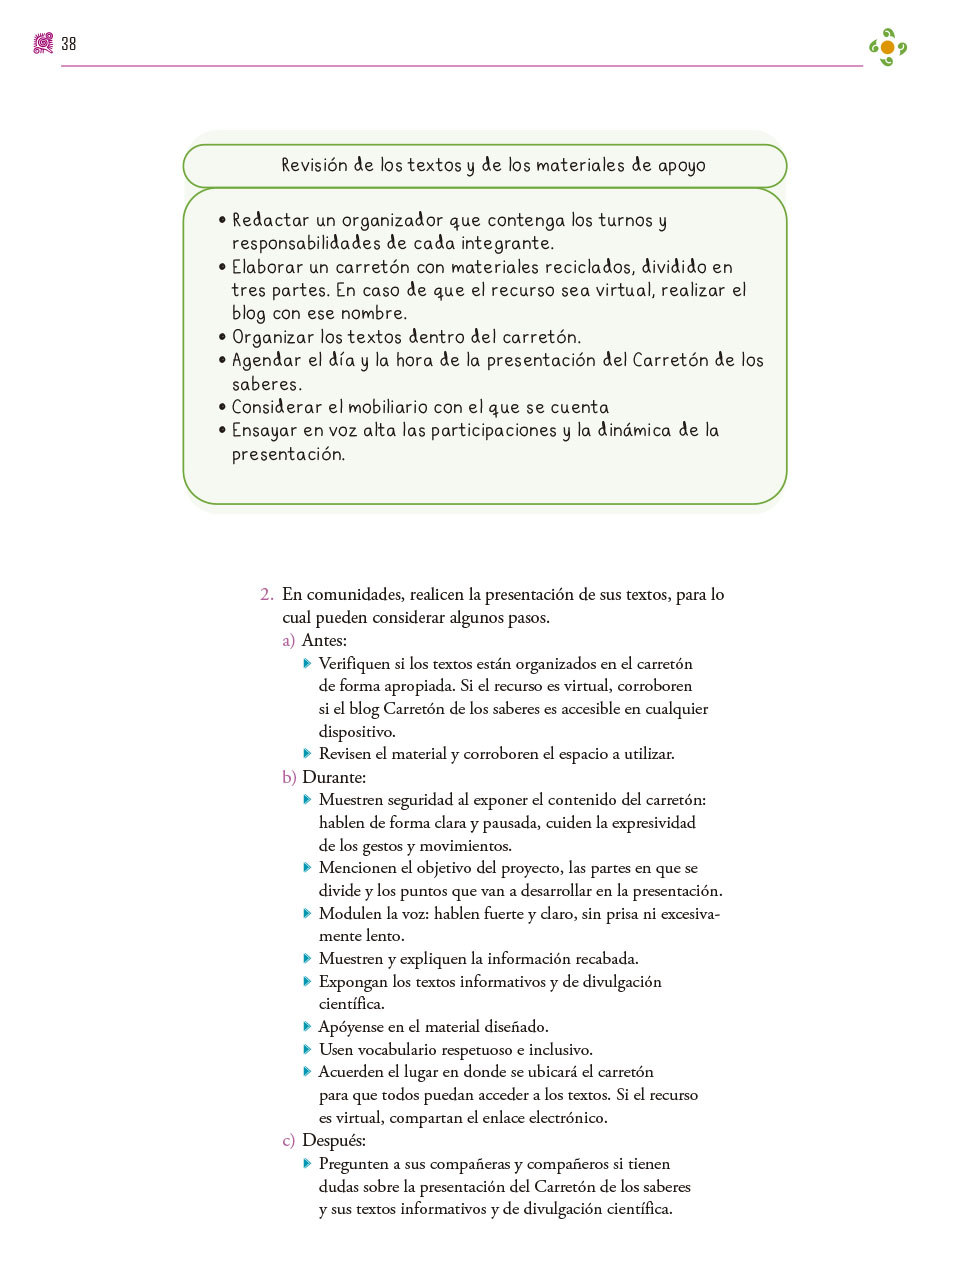 38
Revisión de los textos y de los materiales de apoyo
• Redactar un organizador que contenga los turnos y
responsabilidades de cada integrante.
• Elaborar un carretón con materiales reciclados, dividido en
tres partes. En caso de que el recurso sea virtual, realizar el
blog con ese nombre.
• Organizar los textos dentro del carretón.
• Agendar el día y la hora de la presentación del Carretón de los
saberes.
• Considerar el mobiliario con el que se cuenta
• Ensayar en voz alta las participaciones y la dinámica de la
presentación.
2. En comunidades, realicen la presentación de sus textos, para lo
cual pueden considerar algunos pasos.
a) Antes:
Verifiquen si los textos están organizados en el carretón
de forma apropiada. Si el recurso es virtual, corroboren
si el blog Carretón de los saberes es accesible en cualquier
dispositivo.
Revisen el material y corroboren el espacio a utilizar.
b) Durante:
Muestren seguridad al exponer el contenido del carretón:
hablen de forma clara y pausada, cuiden la expresividad
de los gestos y movimientos.
Mencionen el objetivo del proyecto, las partes en que se
divide y los puntos que van a desarrollar en la presentación.
Modulen la voz: hablen fuerte y claro, sin prisa ni excesiva-
mente lento.
Muestren y expliquen la información recabada.
Expongan los textos informativos y de divulgación
científica.
Apóyense en el material diseñado.
Usen vocabulario respetuoso e inclusivo.
Acuerden el lugar en donde se ubicará el carretón
para que todos puedan acceder a los textos. Si el recurso
es virtual, compartan el enlace electrónico.
c) Después:
Pregunten a sus compañeras y compañeros si tienen
dudas sobre la presentación del Carretón de los saberes
y sus textos informativos y de divulgación científica.